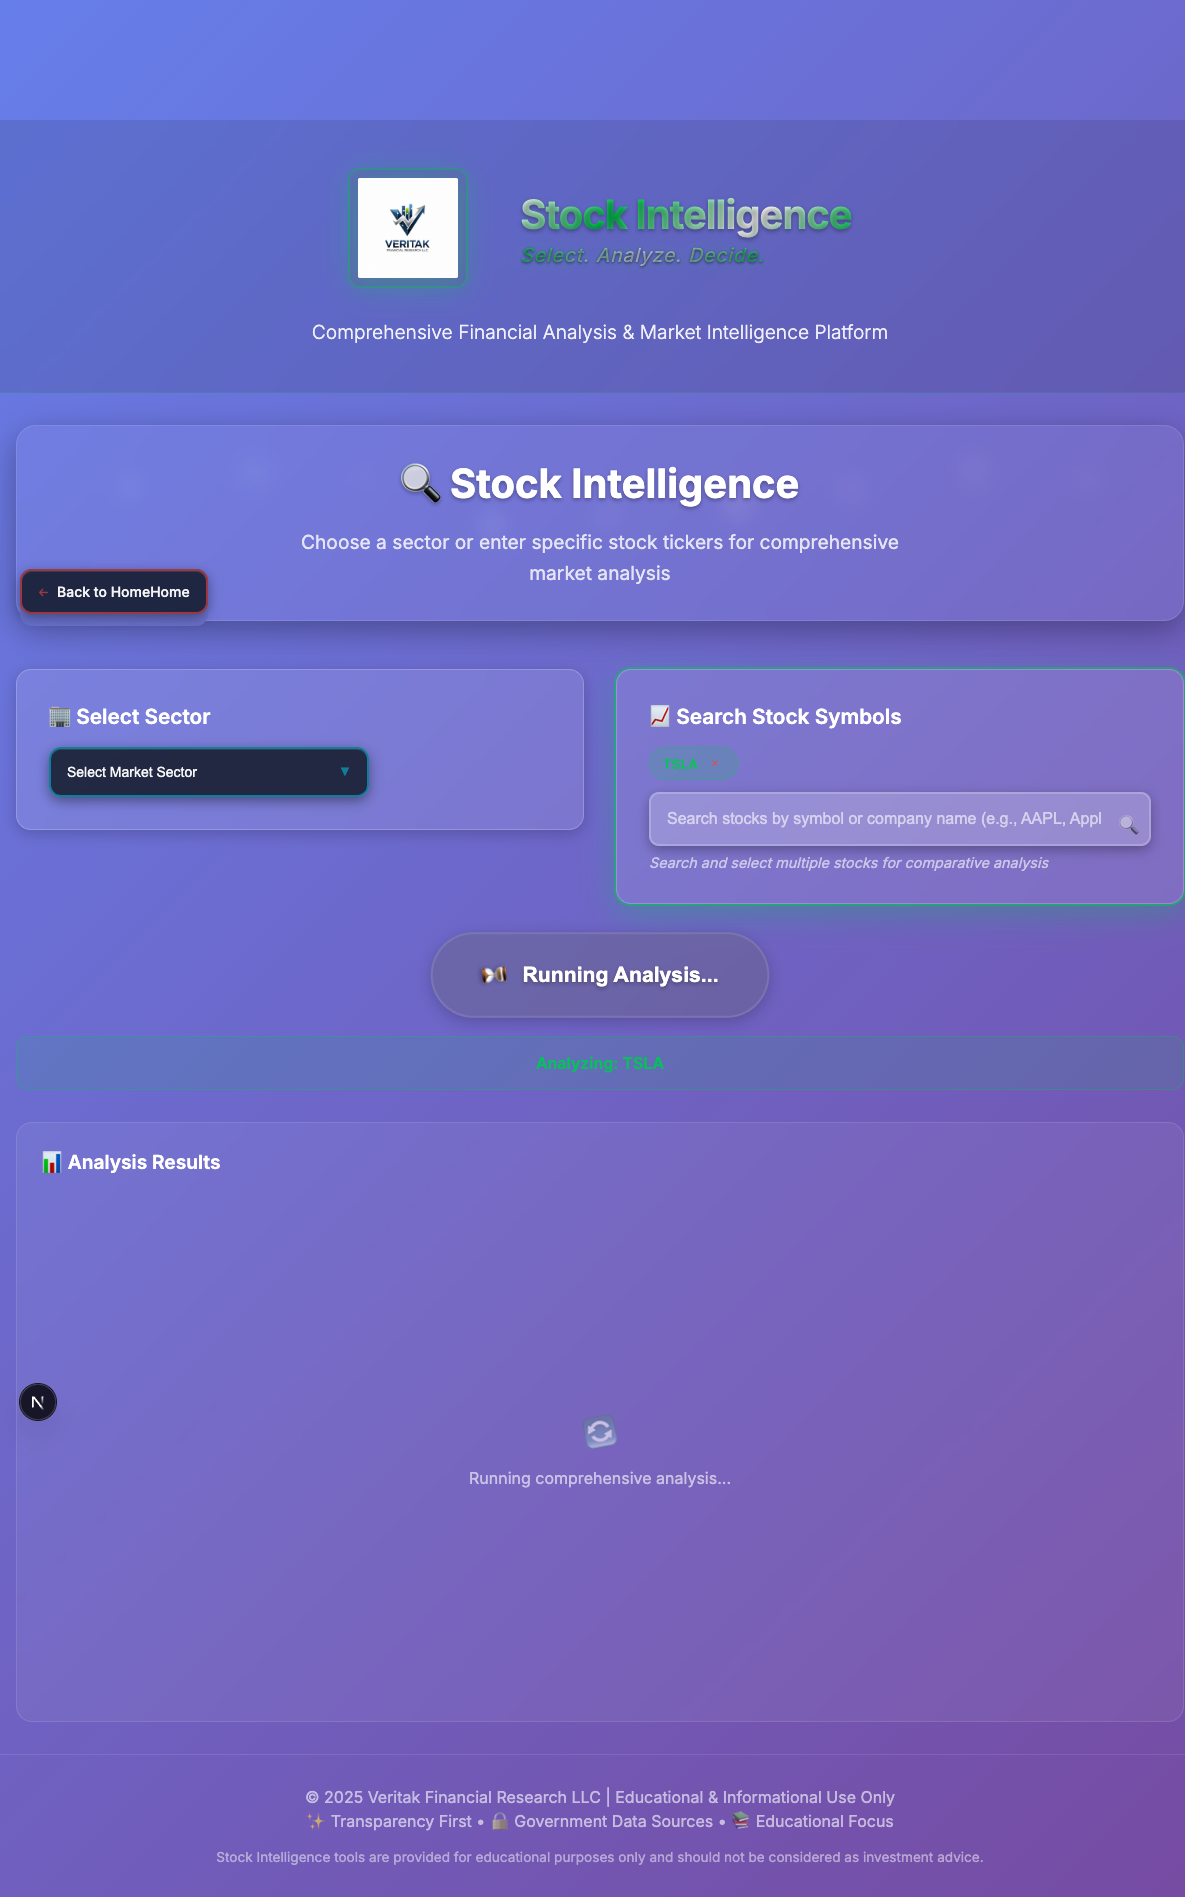 VERITAK
FINANCIAL RESEARCH LLC
Stock Intelligence
Select. Analyze. Decide.
Comprehensive Financial Analysis & Market Intelligence Platform
Stock Intelligence
Choose a sector or enter specific stock tickers for comprehensive
market analysis
← Back to HomeHome
Select Sector
Select Market Sector ▼
Search Stock Symbols
TSLA ×
Search stocks by symbol or company name (e.g., AAPL, Appl
Search and select multiple stocks for comparative analysis
Running Analysis...
Analyzing: TSLA
Analysis Results
N
Running comprehensive analysis...
© 2025 Veritak Financial Research LLC | Educational & Informational Use Only
✨ Transparency First • 🔒 Government Data Sources • 📚 Educational Focus
Stock Intelligence tools are provided for educational purposes only and should not be considered as investment advice.